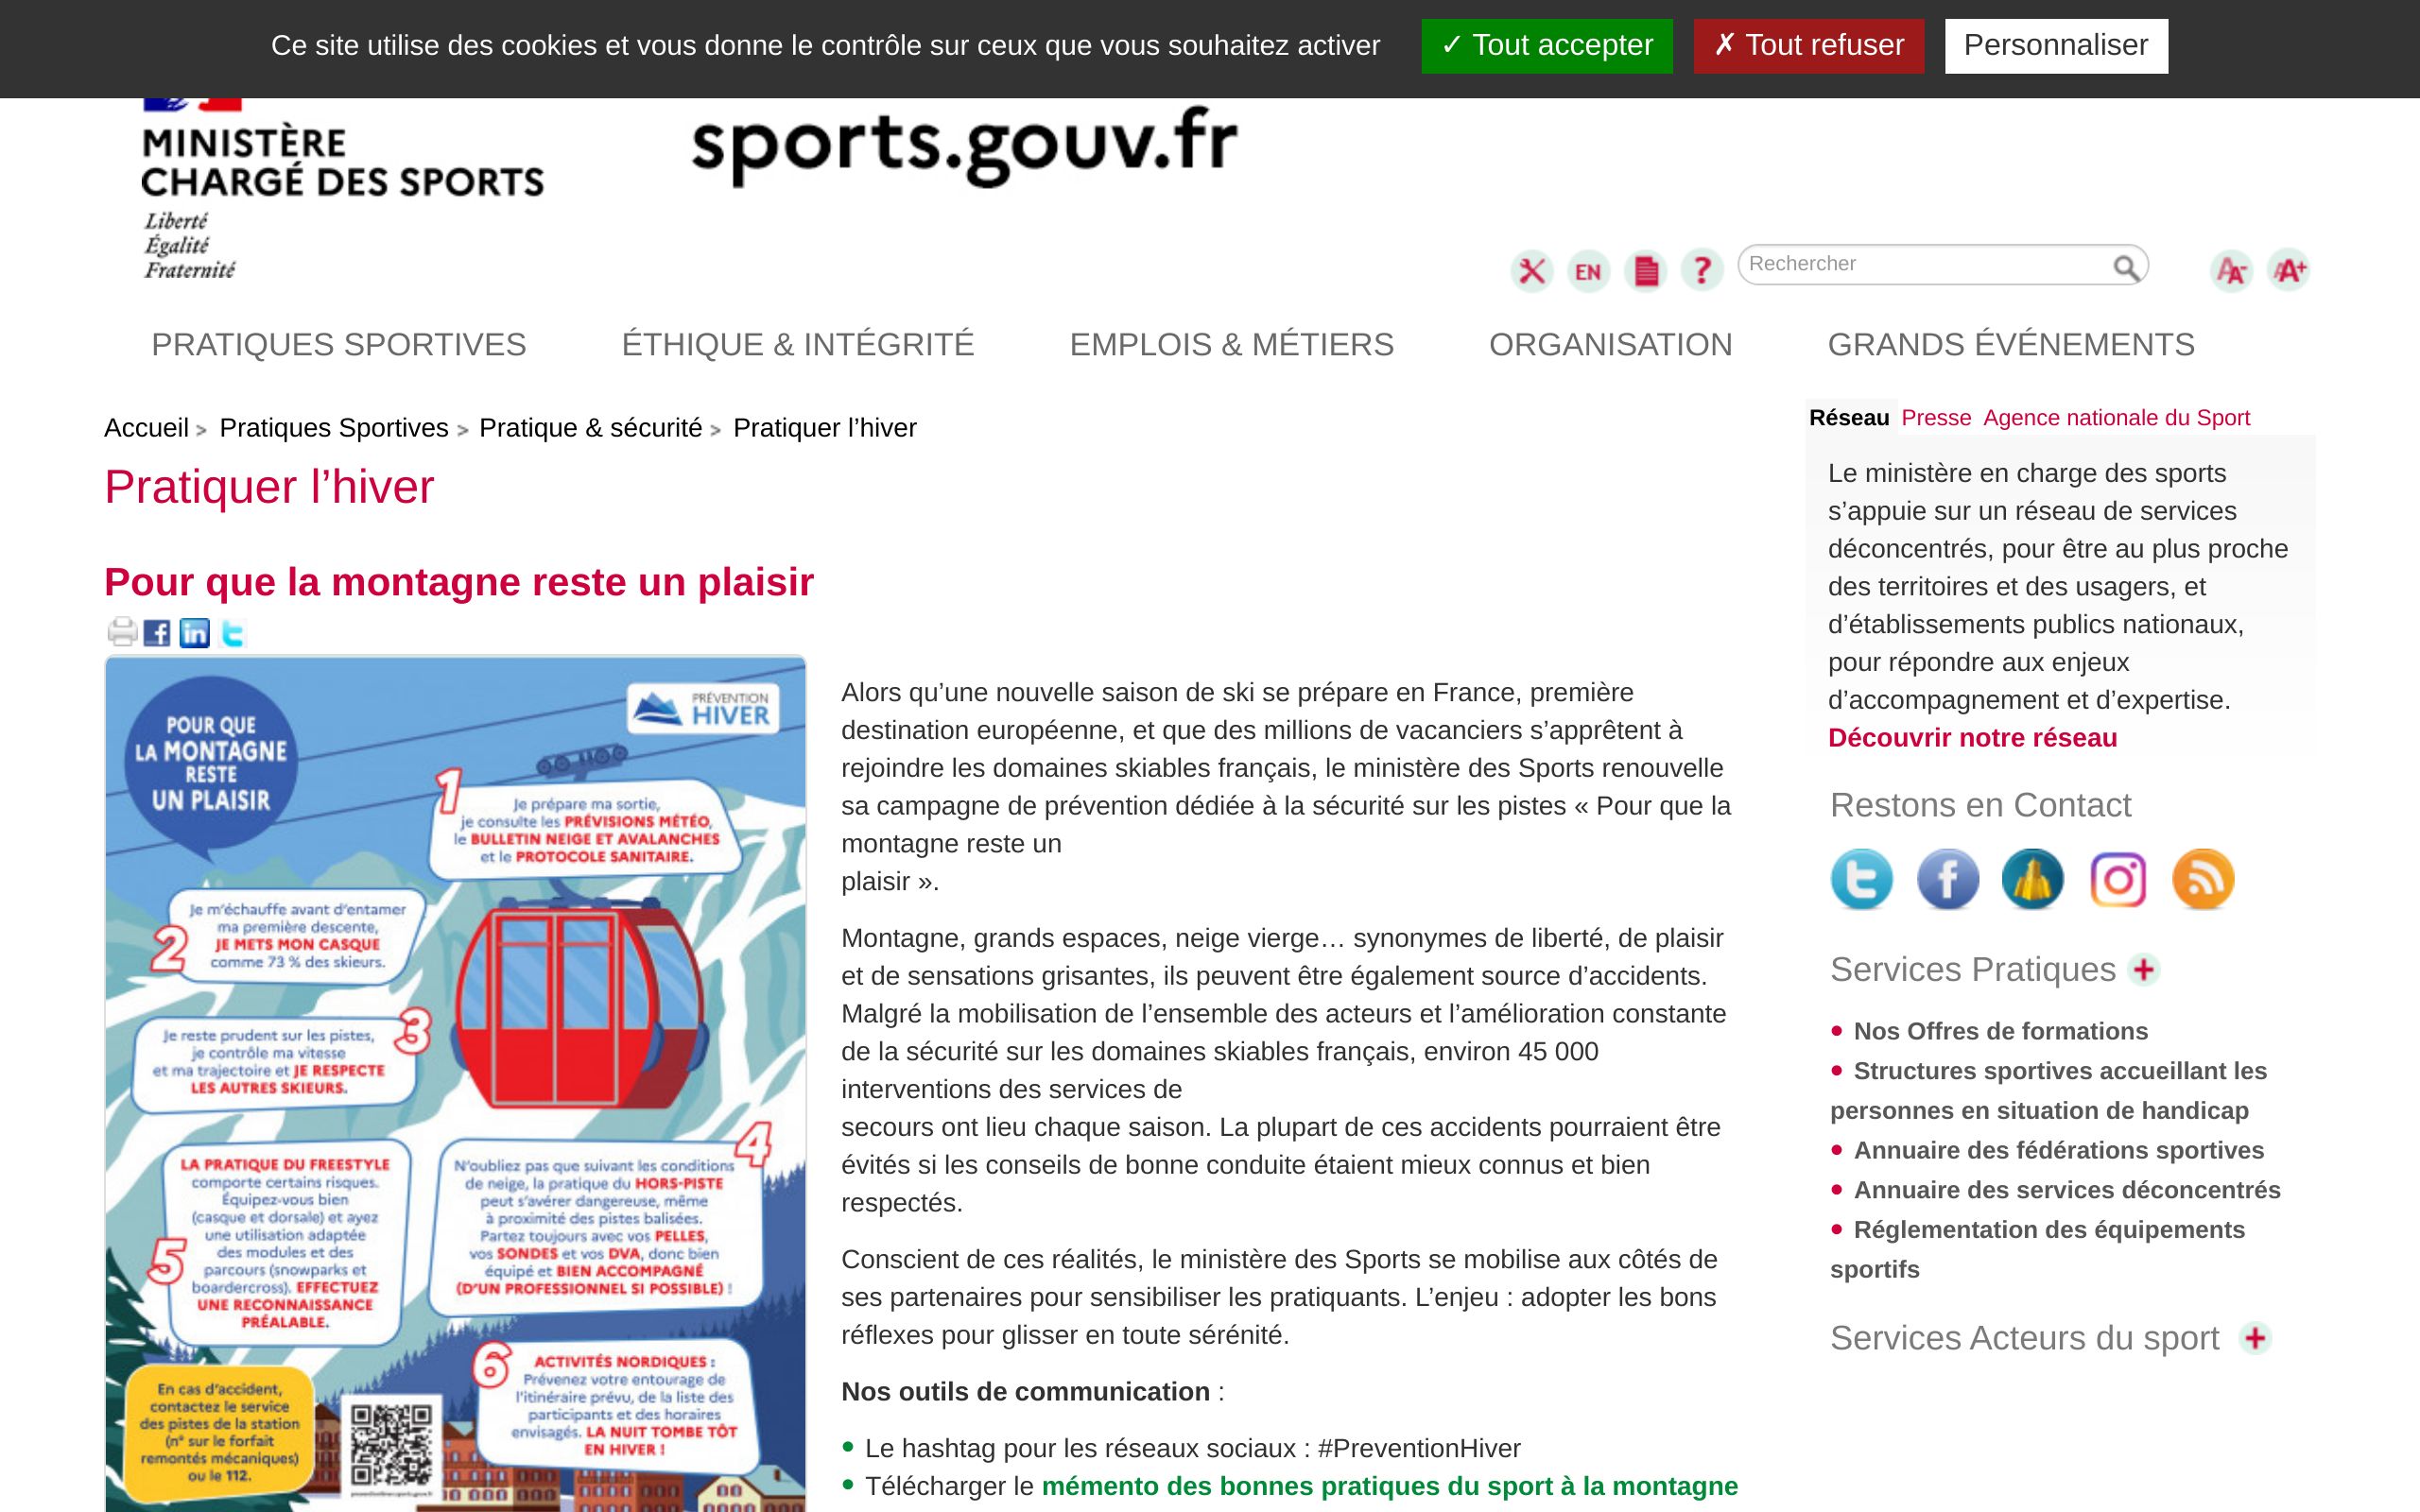 Ce site utilise des cookies et vous donne le contrôle sur ceux que vous souhaitez activer
✓ Tout accepter
✗ Tout refuser
Personnaliser
MINISTÈRE
CHARGÉ DES SPORTS
Liberté
Égalité
Fraternité
sports.gouv.fr
EN
?
Rechercher
A-
A+
PRATIQUES SPORTIVES
ÉTHIQUE & INTÉGRITÉ
EMPLOIS & MÉTIERS
ORGANISATION
GRANDS ÉVÉNEMENTS
Accueil > Pratiques Sportives > Pratique & sécurité > Pratiquer l’hiver
Pratiquer l’hiver
Pour que la montagne reste un plaisir
POUR QUE
LA MONTAGNE
RESTE
UN PLAISIR
PRÉVENTION
HIVER
1
Je prépare ma sortie,
je consulte les PRÉVISIONS MÉTÉO,
le BULLETIN NEIGE ET AVALANCHES
et le PROTOCOLE SANITAIRE.
2
Je m’échauffe avant d’entamer
ma première descente,
JE METS MON CASQUE
comme 73 % des skieurs.
3
Je reste prudent sur les pistes,
je contrôle ma vitesse
et ma trajectoire et JE RESPECTE
LES AUTRES SKIEURS.
4
N’oubliez pas que suivant les conditions
de neige, la pratique du HORS-PISTE
peut s’avérer dangereuse, même
à proximité des pistes balisées.
Partez toujours avec vos PELLES,
vos SONDES et vos DVA, donc bien
équipé et BIEN ACCOMPAGNÉ
(D’UN PROFESSIONNEL SI POSSIBLE) !
5
LA PRATIQUE DU FREESTYLE
comporte certains risques.
Équipez-vous bien
(casque et dorsale) et ayez
une utilisation adaptée
des modules et des
parcours (snowparks et
boardercross). EFFECTUEZ
UNE RECONNAISSANCE
PRÉALABLE.
6
ACTIVITÉS NORDIQUES :
Prévenez votre entourage de
l’itinéraire prévu, de la liste des
participants et des horaires
envisagés. LA NUIT TOMBE TÔT
EN HIVER !
En cas d’accident,
contactez le service
des pistes de la station
(n° sur le forfait
remontés mécaniques)
ou le 112.
Alors qu’une nouvelle saison de ski se prépare en France, première
destination européenne, et que des millions de vacanciers s’apprêtent à
rejoindre les domaines skiables français, le ministère des Sports renouvelle
sa campagne de prévention dédiée à la sécurité sur les pistes « Pour que la
montagne reste un
plaisir ».
Montagne, grands espaces, neige vierge… synonymes de liberté, de plaisir
et de sensations grisantes, ils peuvent être également source d’accidents.
Malgré la mobilisation de l’ensemble des acteurs et l’amélioration constante
de la sécurité sur les domaines skiables français, environ 45 000
interventions des services de
secours ont lieu chaque saison. La plupart de ces accidents pourraient être
évités si les conseils de bonne conduite étaient mieux connus et bien
respectés.
Conscient de ces réalités, le ministère des Sports se mobilise aux côtés de
ses partenaires pour sensibiliser les pratiquants. L’enjeu : adopter les bons
réflexes pour glisser en toute sérénité.
Nos outils de communication :
• Le hashtag pour les réseaux sociaux : #PreventionHiver
• Télécharger le mémento des bonnes pratiques du sport à la montagne
Réseau Presse Agence nationale du Sport
Le ministère en charge des sports
s’appuie sur un réseau de services
déconcentrés, pour être au plus proche
des territoires et des usagers, et
d’établissements publics nationaux,
pour répondre aux enjeux
d’accompagnement et d’expertise.
Découvrir notre réseau
Restons en Contact
Services Pratiques +
• Nos Offres de formations
• Structures sportives accueillant les
personnes en situation de handicap
• Annuaire des fédérations sportives
• Annuaire des services déconcentrés
• Réglementation des équipements
sportifs
Services Acteurs du sport +